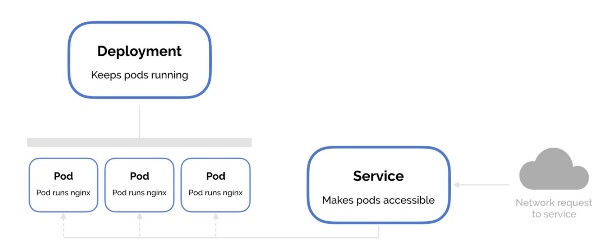 Deployment
Keeps pods running
Pod
Pod runs nginx
Pod
Pod runs nginx
Pod
Pod runs nginx
Service
Makes pods accessible
Network request
to service